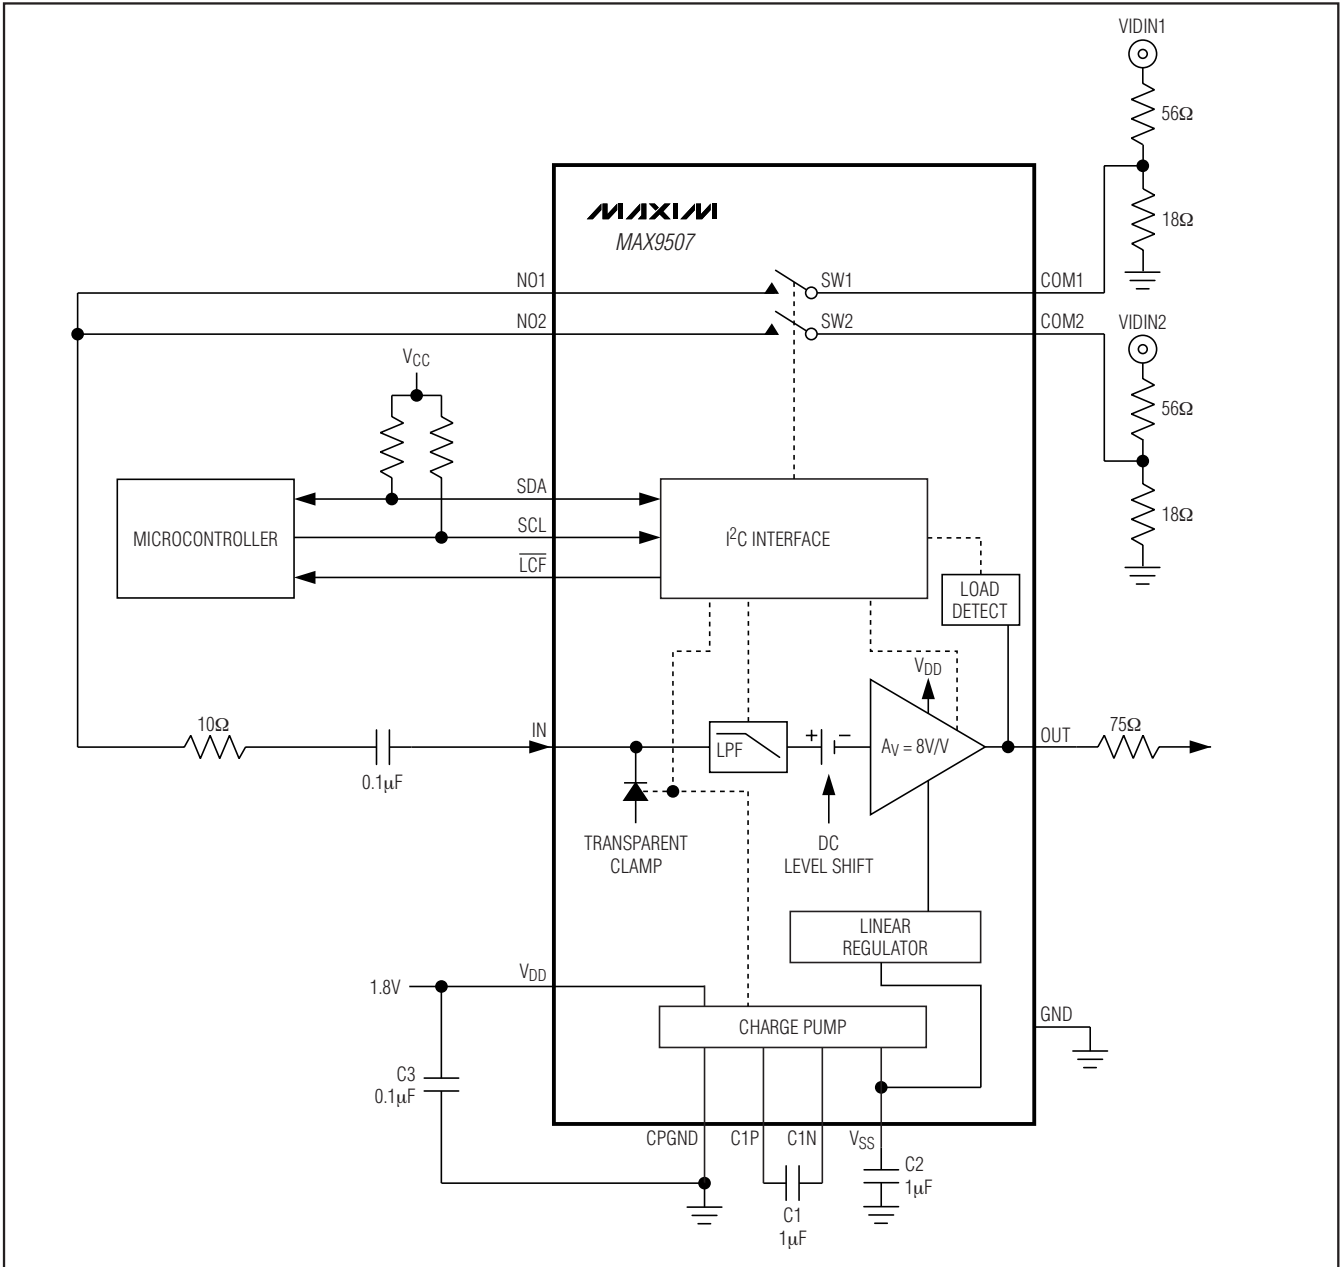 VIDIN1
56Ω
18Ω
MAXIM
MAX9507
NO1
SW1
COM1
NO2
SW2
COM2
VIDIN2
56Ω
18Ω
VCC
SDA
SCL
L̅C̅F̅
MICROCONTROLLER
I²C INTERFACE
LOAD
DETECT
VDD
10Ω
0.1µF
IN
LPF
+ −
AV = 8V/V
OUT
75Ω
TRANSPARENT
CLAMP
DC
LEVEL SHIFT
LINEAR
REGULATOR
1.8V
VDD
CHARGE PUMP
GND
C3
0.1µF
CPGND
C1P
C1N
VSS
C2
1µF
C1
1µF